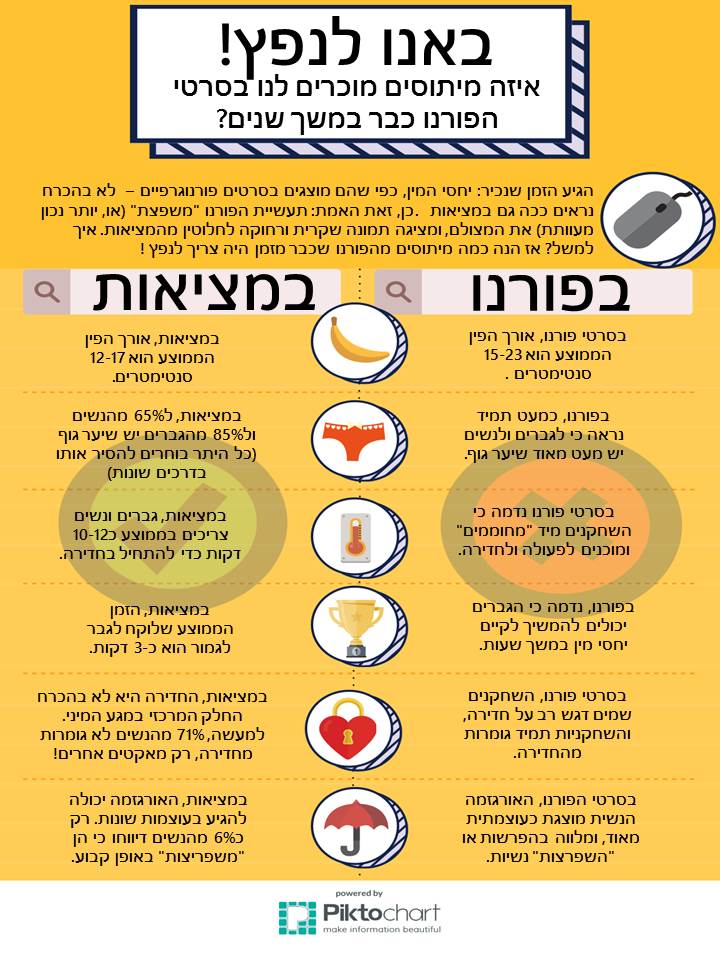 באנו לנפץ!
איזה מיתוסים מוכרים לנו בסרטי
הפורנו כבר במשך שנים?
הגיע הזמן שנכיר: יחסי המין, כפי שהם מוצגים בסרטים פורנוגרפיים – לא בהכרח
נראים ככה גם במציאות .כן, זאת האמת: תעשיית הפורנו "משפצת" (או, יותר נכון
מעוותת) את המצולם, ומציגה תמונה שקרית ורחוקה לחלוטין מהמציאות. איך
למשל? אז הנה כמה מיתוסים מהפורנו שכבר מזמן היה צריך לנפץ !
בפורנו
במציאות
בסרטי פורנו, אורך הפין
הממוצע הוא 15-23
סנטימטרים .
במציאות, אורך הפין
הממוצע הוא 12-17
סנטימטרים.
בפורנו, כמעט תמיד
נראה כי לגברים ולנשים
יש מעט מאוד שיער גוף.
במציאות, ל65% מהנשים
ול85% מהגברים יש שיער גוף
(כל היתר בוחרים להסיר אותו
בדרכים שונות)
בסרטי פורנו נדמה כי
השחקנים מיד "מחוממים"
ומוכנים לפעולה ולחדירה.
במציאות, גברים ונשים
צריכים בממוצע כ10-12
דקות כדי להתחיל בחדירה.
בפורנו, נדמה כי הגברים
יכולים להמשיך לקיים
יחסי מין במשך שעות.
במציאות, הזמן
הממוצע שלוקח לגבר
לגמור הוא כ-3 דקות.
בסרטי פורנו, השחקנים
שמים דגש רב על חדירה,
והשחקניות תמיד גומרות
מהחדירה.
במציאות, החדירה היא לא בהכרח
החלק המרכזי במגע המיני.
למעשה, 71% מהנשים לא גומרות
מחדירה, רק מאקטים אחרים!
בסרטי הפורנו, האורגזמה
הנשית מוצגת כעוצמתית
מאוד, ומלווה בהפרשות או
"השפרצות" נשיות.
במציאות, האורגזמה יכולה
להגיע בעוצמות שונות. רק
כ6% מהנשים דיווחו כי הן
"משפריצות" באופן קבוע.
powered by
Piktochart
make information beautiful